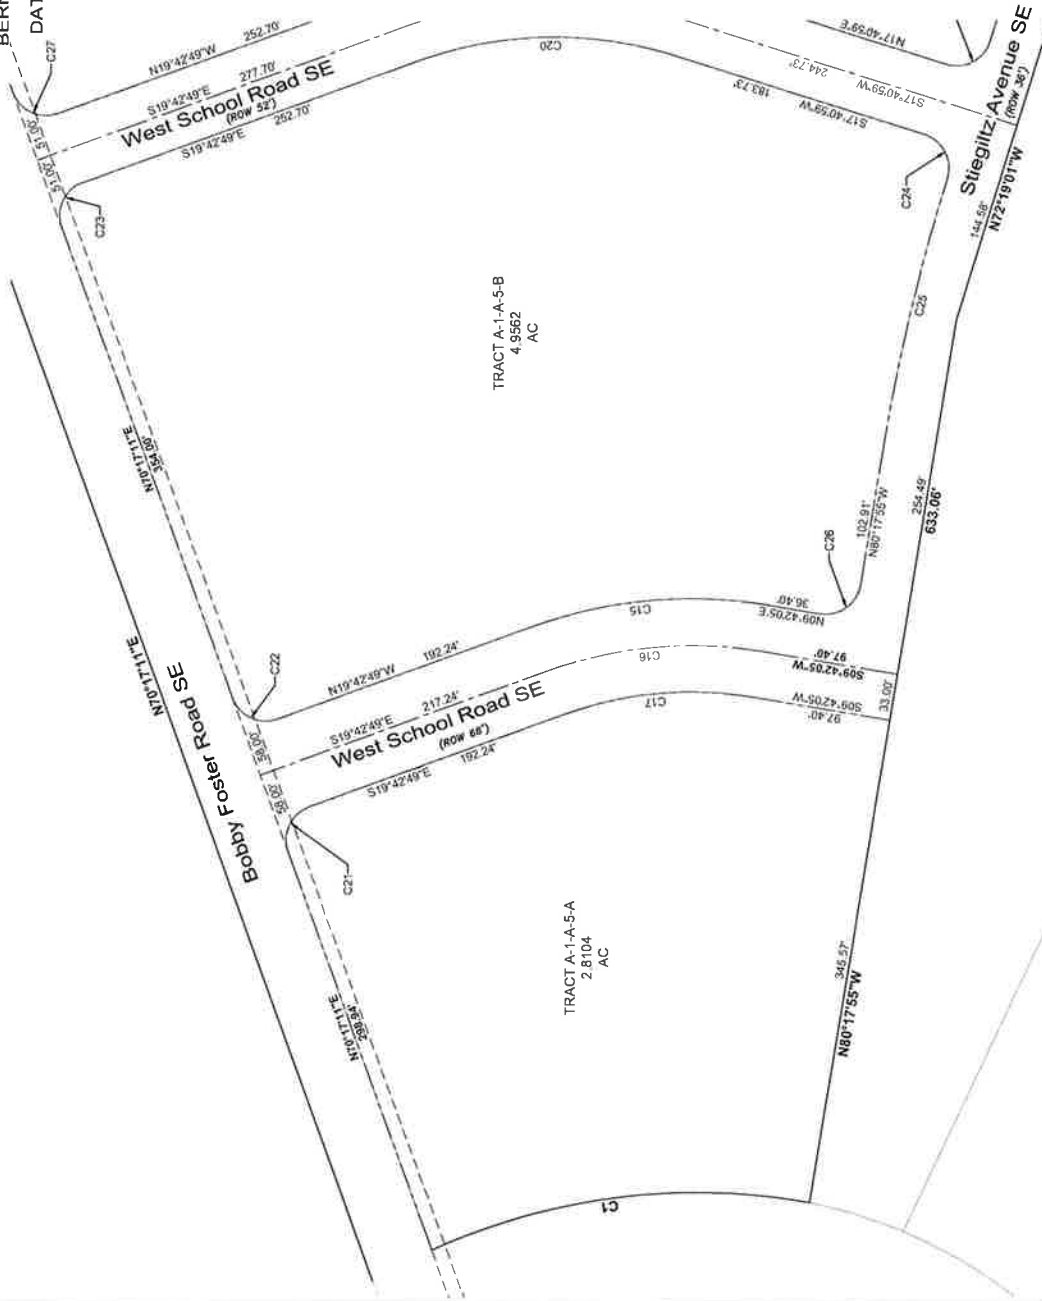 BERN
DAT
C27
N19°42'49"W 252.70'
S19°42'49"E 277.70'
West School Road SE
(ROW 52')
S19°42'49"E 252.70'
51.00'
51.00'
C23
C20
N17°40'59"E
244.73'
S17°40'59"W
183.73'
S17°40'59"W
Stiegiltz Avenue SE
(ROW 36')
C24
144.58'
N72°19'01"W
C25
TRACT A-1-A-5-B
4.9562
AC
N70°17'11"E
354.00'
254.49'
633.06'
102.91'
N80°17'55"W
C26
36.40'
N09°42'05"E
C15
C22
N19°42'49"W 192.24'
C16
97.40'
S09°42'05"W
N70°17'11"E
Bobby Foster Road SE
58.00'
58.00'
S19°42'49"E 217.24'
West School Road SE
(ROW 68')
S19°42'49"E 192.24'
C17
S09°42'05"W
97.40'
33.00'
C21
TRACT A-1-A-5-A
2.8104
AC
N70°17'11"E
298.94'
345.57'
N80°17'55"W
C1